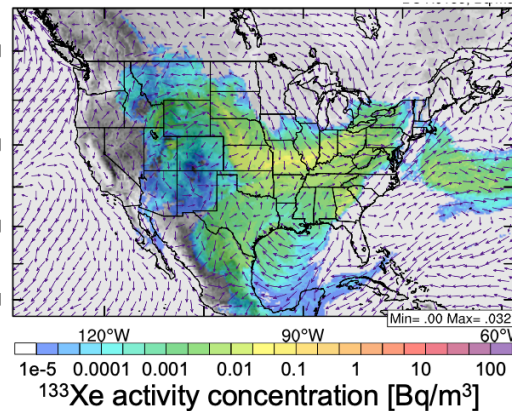 Min= .00 Max= .032
120°W 90°W 60°W
1e-5 0.0001 0.001 0.01 0.1 1 10 100
¹³³Xe activity concentration [Bq/m³]